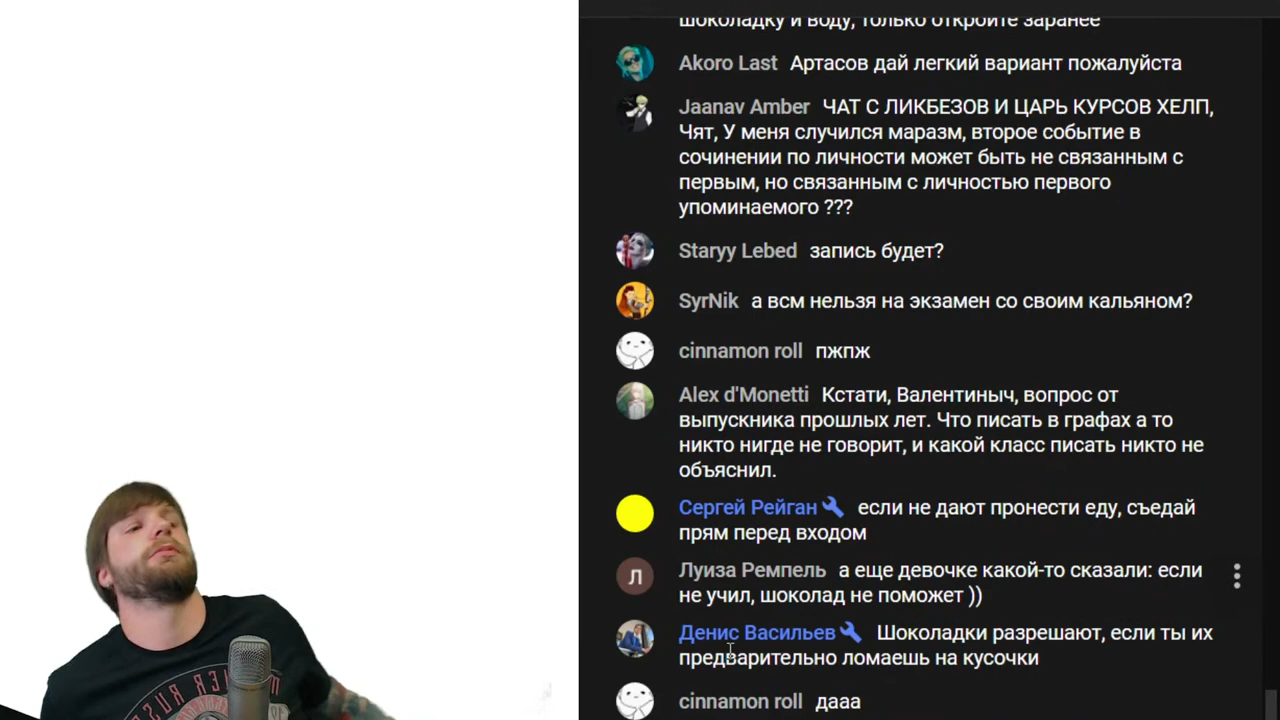 шоколадку и воду, только откройте заранее
Akoro Last Артасов дай легкий вариант пожалуйста
Jaanav Amber ЧАТ С ЛИКБЕЗОВ И ЦАРЬ КУРСОВ ХЕЛП,
Чят, У меня случился маразм, второе событие в
сочинении по личности может быть не связанным с
первым, но связанным с личностью первого
упоминаемого ???
Staryy Lebed запись будет?
SyrNik а всм нельзя на экзамен со своим кальяном?
cinnamon roll пжпж
Alex d'Monetti Кстати, Валентиныч, вопрос от
выпускника прошлых лет. Что писать в графах а то
никто нигде не говорит, и какой класс писать никто не
объяснил.
Сергей Рейган если не дают пронести еду, съедай
прям перед входом
Л Луиза Ремпель а еще девочке какой-то сказали: если
не учил, шоколад не поможет ))
Денис Васильев Шоколадки разрешают, если ты их
предварительно ломаешь на кусочки
cinnamon roll дааа